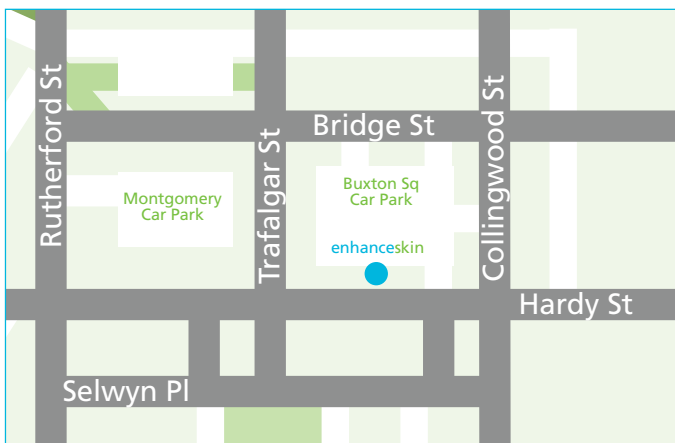 Rutherford St
Trafalgar St
Collingwood St
Bridge St
Montgomery
Car Park
Buxton Sq
Car Park
enhanceskin
Hardy St
Selwyn Pl